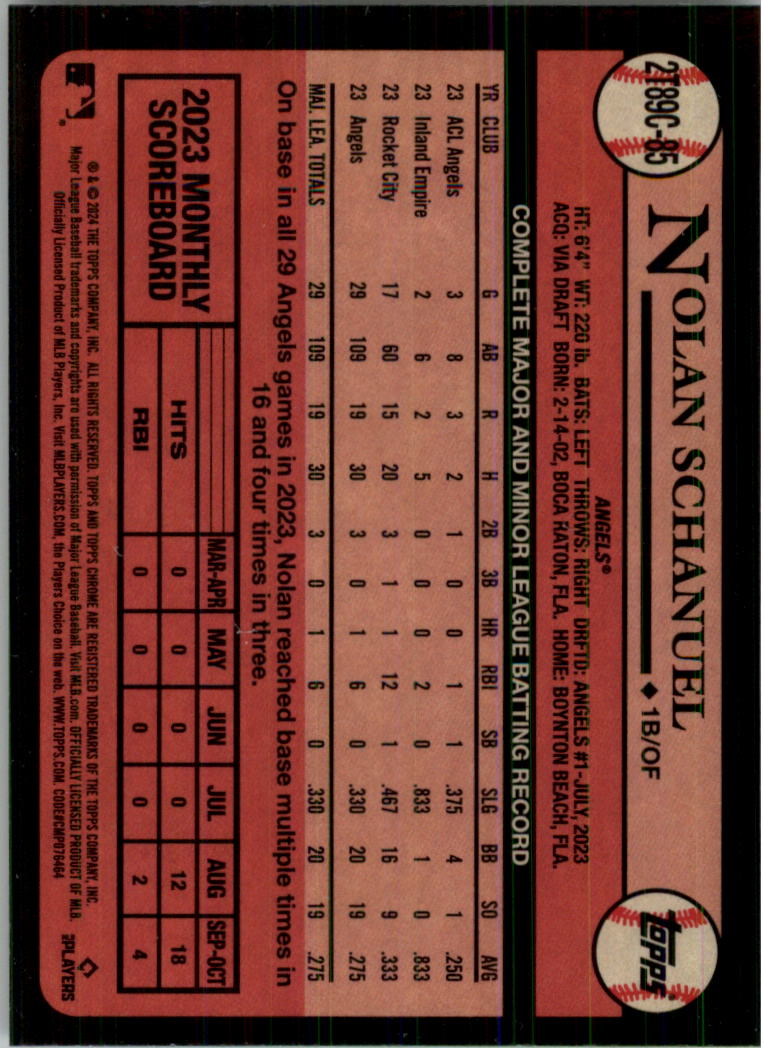 2T89C-85
NOLAN SCHANUEL
◆ 1B/OF
topps®
ANGELS®
HT: 6'4" WT: 220 lb. BATS: LEFT THROWS: RIGHT DRFTD: ANGELS #1-JULY, 2023
ACQ: VIA DRAFT BORN: 2-14-02, BOCA RATON, FLA. HOME: BOYNTON BEACH, FLA.
COMPLETE MAJOR AND MINOR LEAGUE BATTING RECORD
YR CLUB G AB R H 2B 3B HR RBI SB SLG BB SO AVG
23 ACL Angels 3 8 3 2 1 0 0 1 1 .375 4 1 .250
23 Inland Empire 2 6 2 5 0 0 0 2 0 .833 1 0 .833
23 Rocket City 17 60 15 20 3 1 1 12 1 .467 16 9 .333
23 Angels 29 109 19 30 3 0 1 6 0 .330 20 19 .275
MAJ. LEA. TOTALS 29 109 19 30 3 0 1 6 0 .330 20 19 .275
On base in all 29 Angels games in 2023, Nolan reached base multiple times in
16 and four times in three.
2023 MONTHLY
SCOREBOARD
MAR-APR MAY JUN JUL AUG SEP-OCT
HITS 0 0 0 0 12 18
RBI 0 0 0 0 2 4
® & © 2024 THE TOPPS COMPANY, INC. ALL RIGHTS RESERVED. TOPPS AND TOPPS CHROME ARE REGISTERED TRADEMARKS OF THE TOPPS COMPANY, INC.
Major League Baseball trademarks and copyrights are used with permission of Major League Baseball. Visit MLB.com. OFFICIALLY LICENSED PRODUCT OF MLB
Officially Licensed Product of MLB Players, Inc. Visit MLBPLAYERS.COM, the Players Choice on the web. WWW.TOPPS.COM CODE#CMP076464
PLAYERS